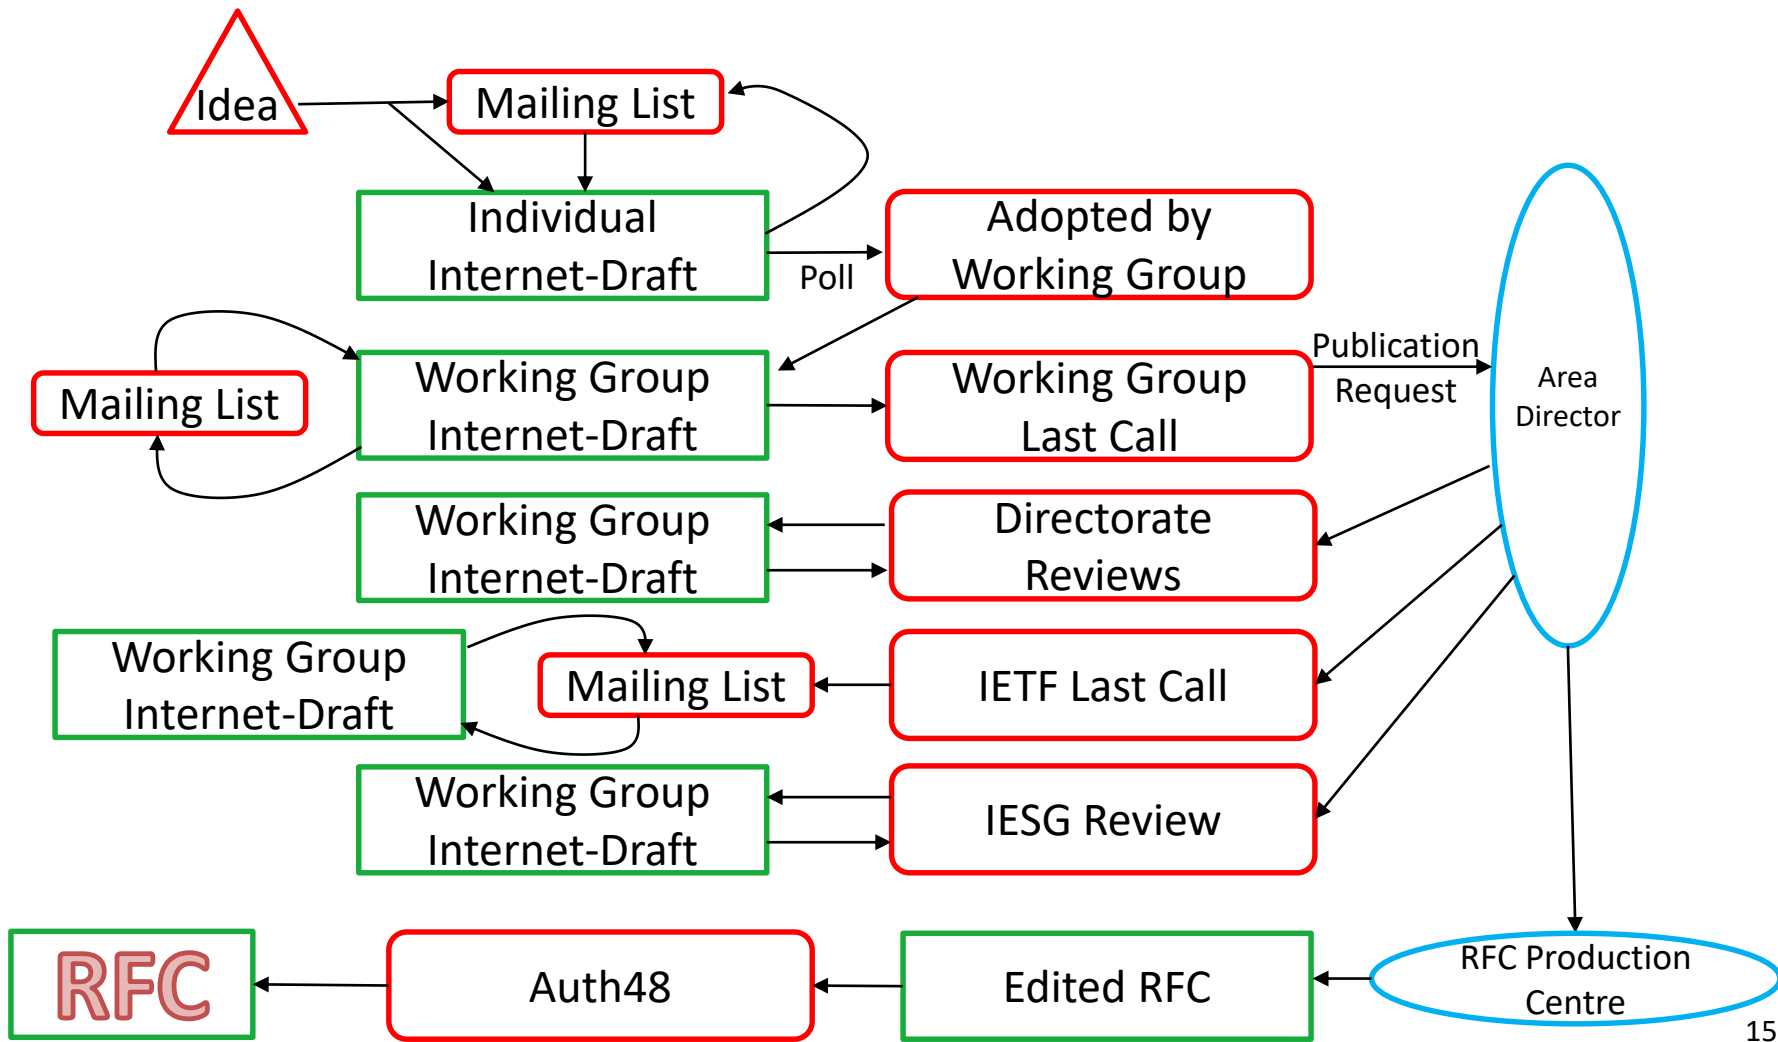 Idea
Mailing List
Individual
Internet-Draft
Poll
Adopted by
Working Group
Mailing List
Working Group
Internet-Draft
Working Group
Last Call
Publication
Request
Area
Director
Working Group
Internet-Draft
Directorate
Reviews
Working Group
Internet-Draft
Mailing List
IETF Last Call
Working Group
Internet-Draft
IESG Review
RFC
Auth48
Edited RFC
RFC Production
Centre
15